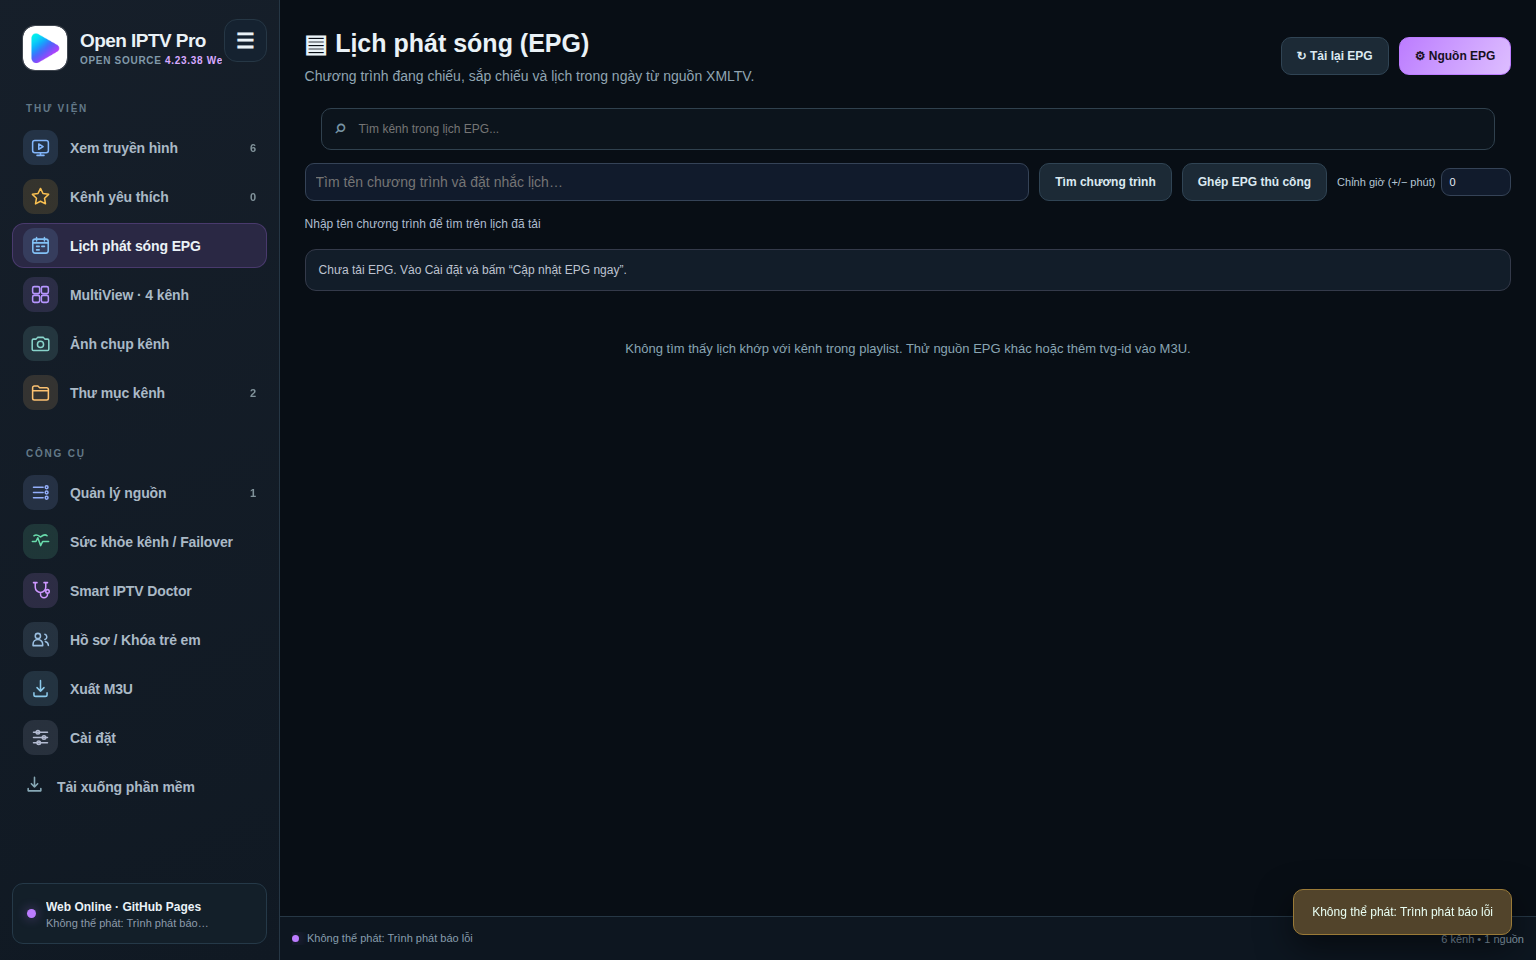 Open IPTV Pro
OPEN SOURCE 4.23.38 We
THƯ VIỆN
Xem truyền hình 6
Kênh yêu thích 0
Lịch phát sóng EPG
MultiView · 4 kênh
Ảnh chụp kênh
Thư mục kênh 2
CÔNG CỤ
Quản lý nguồn 1
Sức khỏe kênh / Failover
Smart IPTV Doctor
Hồ sơ / Khóa trẻ em
Xuất M3U
Cài đặt
Tải xuống phần mềm
Web Online · GitHub Pages
Không thể phát: Trình phát báo…
Lịch phát sóng (EPG)
Chương trình đang chiếu, sắp chiếu và lịch trong ngày từ nguồn XMLTV.
↻ Tải lại EPG
⚙ Nguồn EPG
Tìm kênh trong lịch EPG...
Tìm tên chương trình và đặt nhắc lịch…
Tìm chương trình
Ghép EPG thủ công
Chỉnh giờ (+/− phút) 0
Nhập tên chương trình để tìm trên lịch đã tải
Chưa tải EPG. Vào Cài đặt và bấm “Cập nhật EPG ngay”.
Không tìm thấy lịch khớp với kênh trong playlist. Thử nguồn EPG khác hoặc thêm tvg-id vào M3U.
Không thể phát: Trình phát báo lỗi
Không thể phát: Trình phát báo lỗi
6 kênh • 1 nguồn